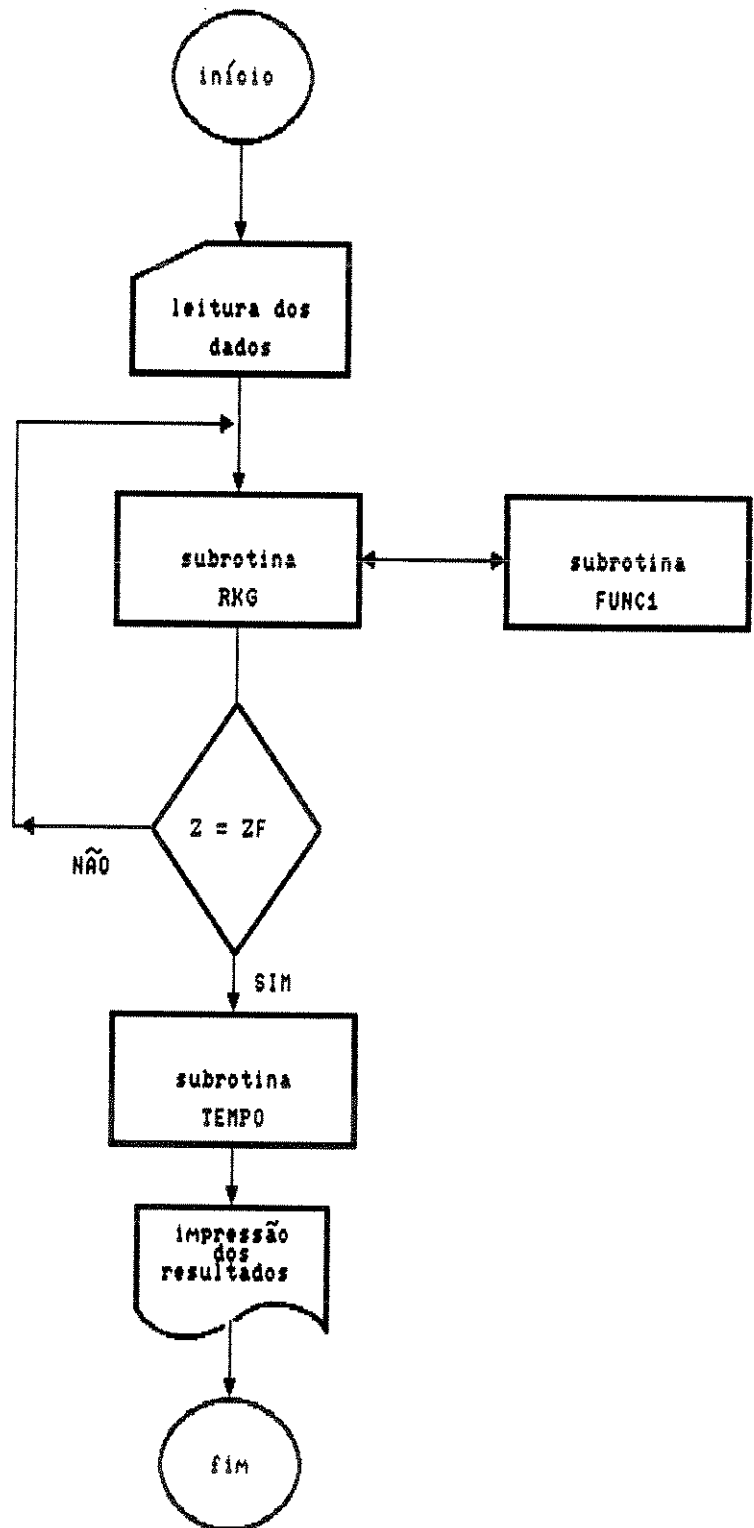 início
leitura dos
dados
subrotina
RKG
subrotina
FUNC1
Z = ZF
NÃO
SIM
subrotina
TEMPO
impressão
dos
resultados
fim